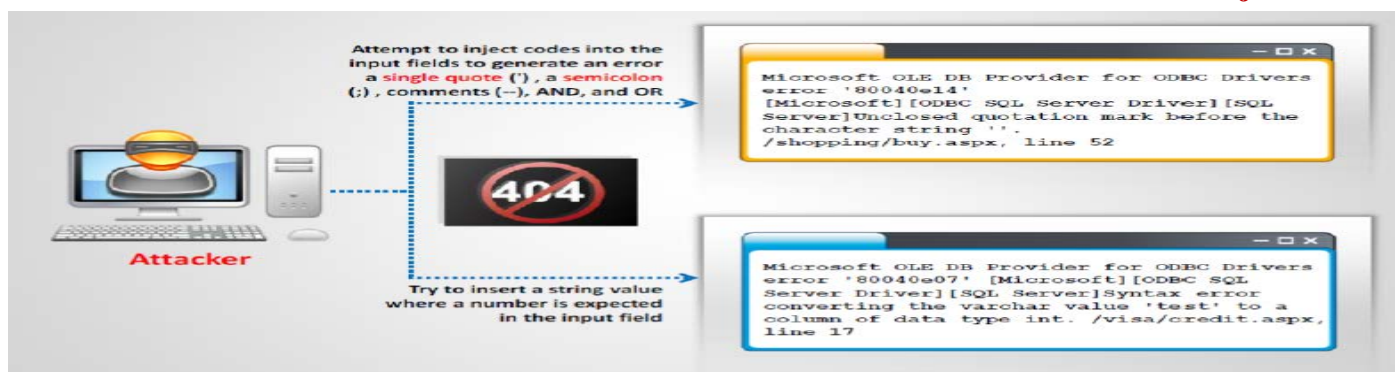 Attempt to inject codes into the
input fields to generate an error
a single quote (') , a semicolon
(;) , comments (--), AND, and OR
Microsoft OLE DB Provider for ODBC Drivers
error '80040e14'
[Microsoft][ODBC SQL Server Driver][SQL
Server]Unclosed quotation mark before the
character string ''.
/shopping/buy.aspx, line 52
404
Attacker
Try to insert a string value
where a number is expected
in the input field
Microsoft OLE DB Provider for ODBC Drivers
error '80040e07' [Microsoft][ODBC SQL
Server Driver][SQL Server]Syntax error
converting the varchar value 'test' to a
column of data type int. /visa/credit.aspx,
line 17